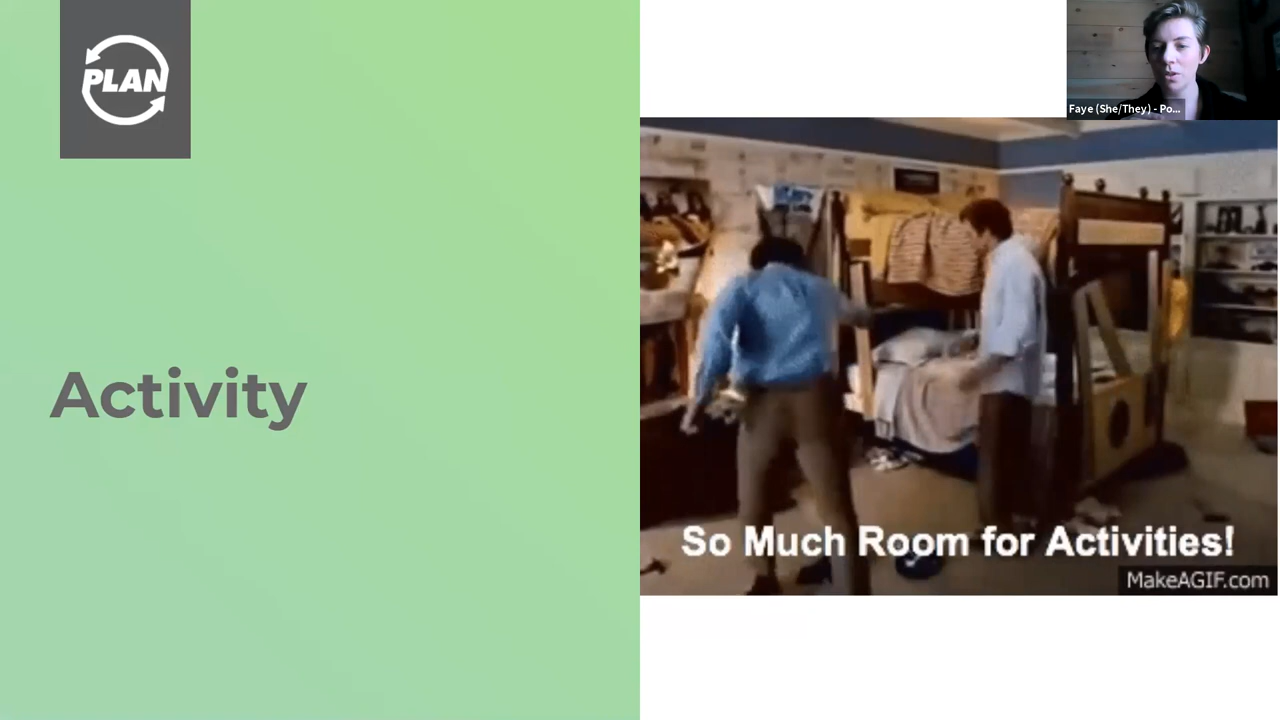 PLAN
Faye (She/They) - Po...
Activity
So Much Room for Activities!
MakeAGIF.com